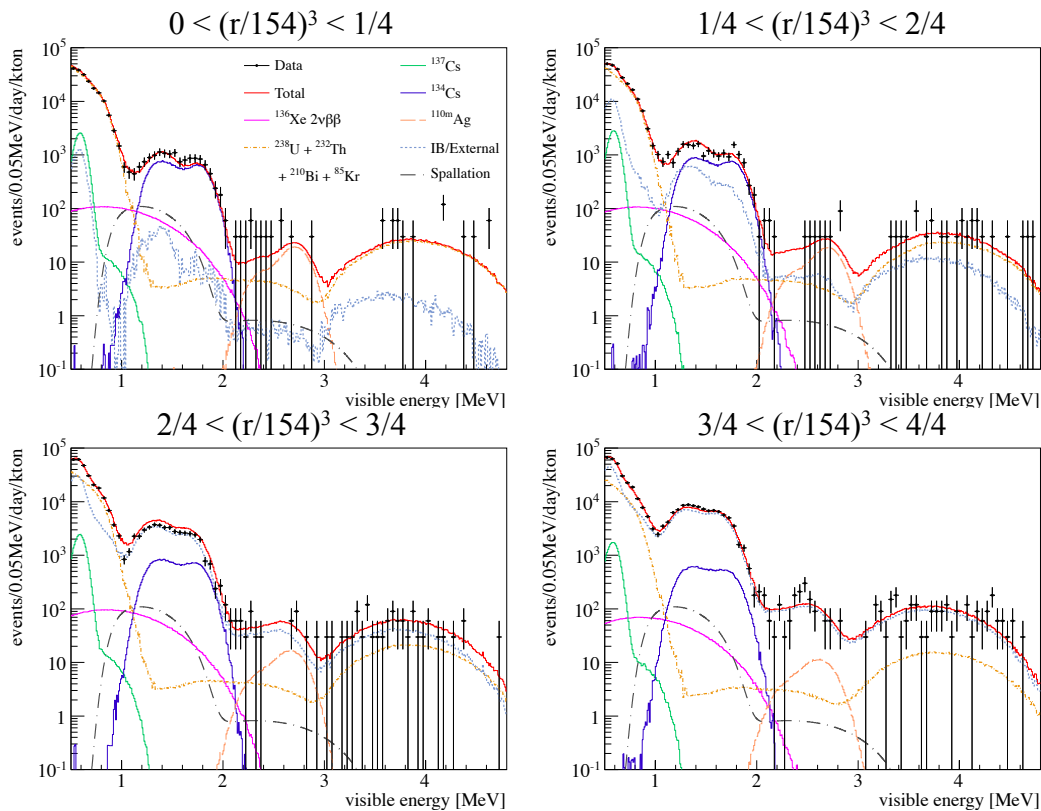 0 < (r/154)³ < 1/4
events/0.05MeV/day/kton
10⁵
10⁴
10³
10²
10
1
10⁻¹
Data
Total
¹³⁶Xe 2νββ
²³⁸U + ²³²Th
+ ²¹⁰Bi + ⁸⁵Kr
¹³⁷Cs
¹³⁴Cs
¹¹⁰ᵐAg
IB/External
Spallation
1 2 3 4
visible energy [MeV]
1/4 < (r/154)³ < 2/4
events/0.05MeV/day/kton
10⁵
10⁴
10³
10²
10
1
10⁻¹
1 2 3 4
visible energy [MeV]
2/4 < (r/154)³ < 3/4
events/0.05MeV/day/kton
10⁵
10⁴
10³
10²
10
1
10⁻¹
1 2 3 4
visible energy [MeV]
3/4 < (r/154)³ < 4/4
events/0.05MeV/day/kton
10⁵
10⁴
10³
10²
10
1
10⁻¹
1 2 3 4
visible energy [MeV]